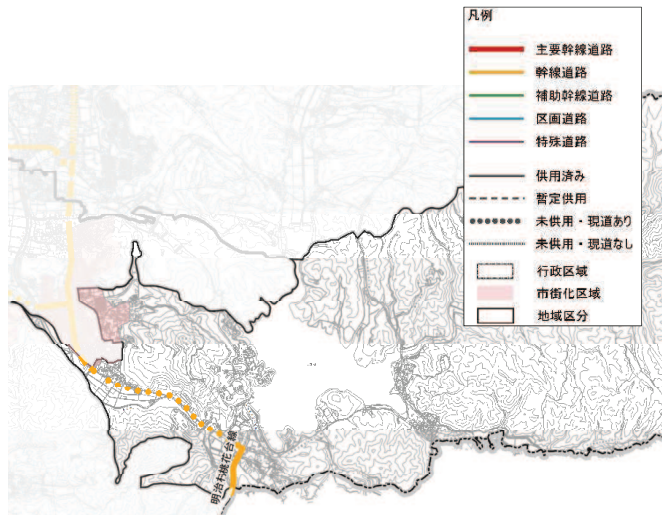 凡例
主要幹線道路
幹線道路
補助幹線道路
区画道路
特殊道路
供用済み
暫定供用
未供用・現道あり
未供用・現道なし
行政区域
市街化区域
地域区分
明治村桃花台線